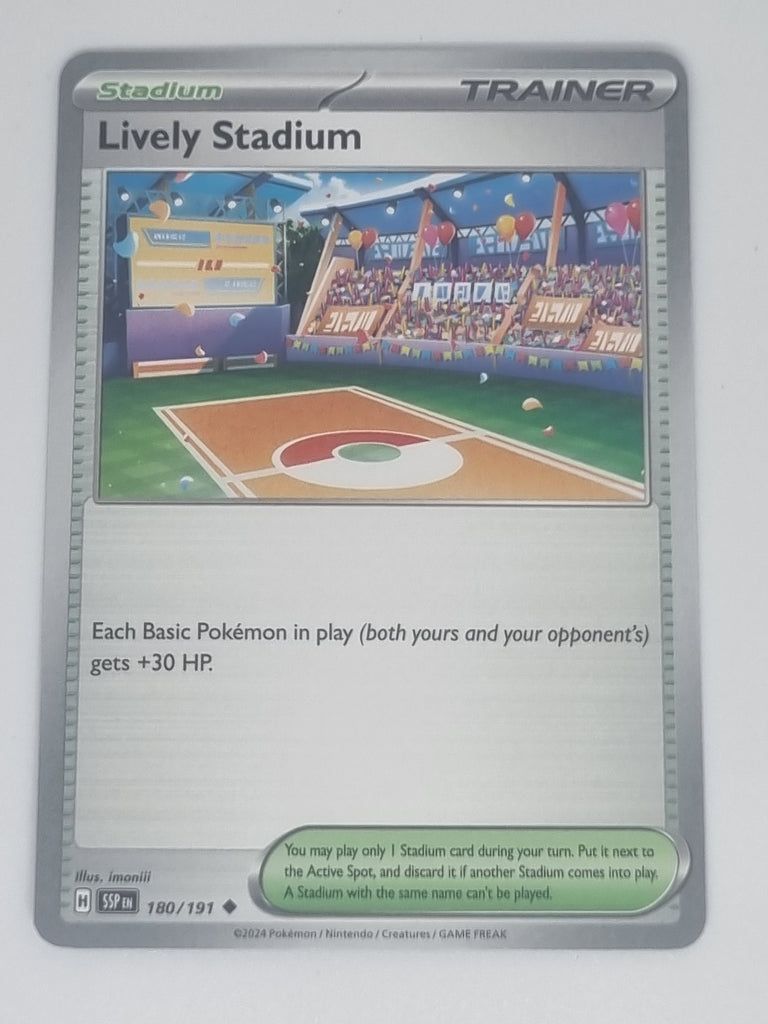 Stadium TRAINER
Lively Stadium
Each Basic Pokémon in play (both yours and your opponent's)
gets +30 HP.
You may play only 1 Stadium card during your turn. Put it next to
the Active Spot, and discard it if another Stadium comes into play.
A Stadium with the same name can't be played.
Illus. imoniii
H SSP EN 180/191
©2024 Pokémon / Nintendo / Creatures / GAME FREAK